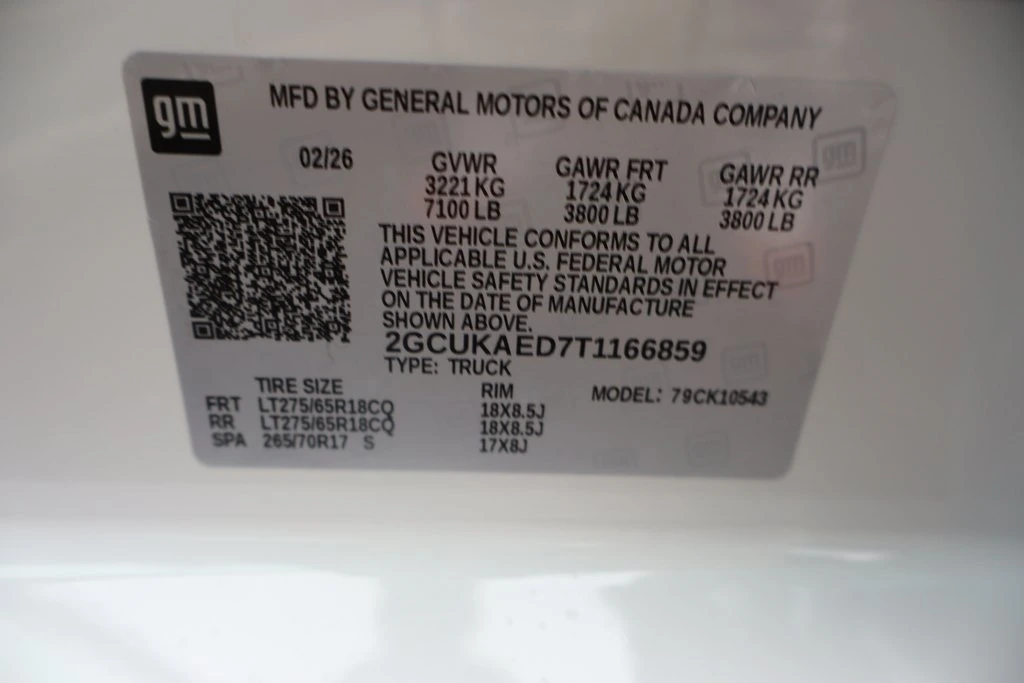 gm
MFD BY GENERAL MOTORS OF CANADA COMPANY
02/26
GVWR GAWR FRT GAWR RR
3221 KG 1724 KG 1724 KG
7100 LB 3800 LB 3800 LB
THIS VEHICLE CONFORMS TO ALL
APPLICABLE U.S. FEDERAL MOTOR
VEHICLE SAFETY STANDARDS IN EFFECT
ON THE DATE OF MANUFACTURE
SHOWN ABOVE.
2GCUKAED7T1166859
TYPE: TRUCK
TIRE SIZE RIM MODEL: 79CK10543
FRT LT275/65R18CQ 18X8.5J
RR LT275/65R18CQ 18X8.5J
SPA 265/70R17 S 17X8J